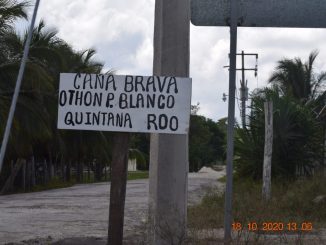 CAÑA BRAVA
OTHON P. BLANCO
QUINTANA ROO
18 10 2020 13 06